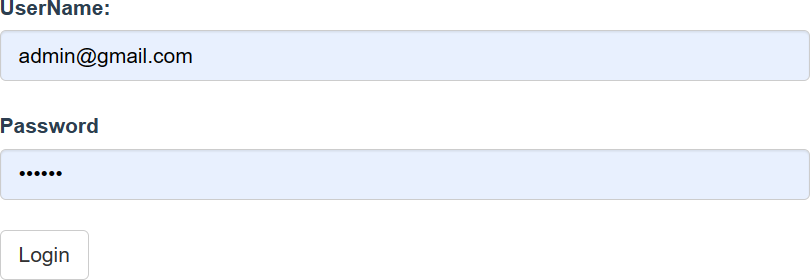 UserName:
admin@gmail.com
Password
••••••
Login